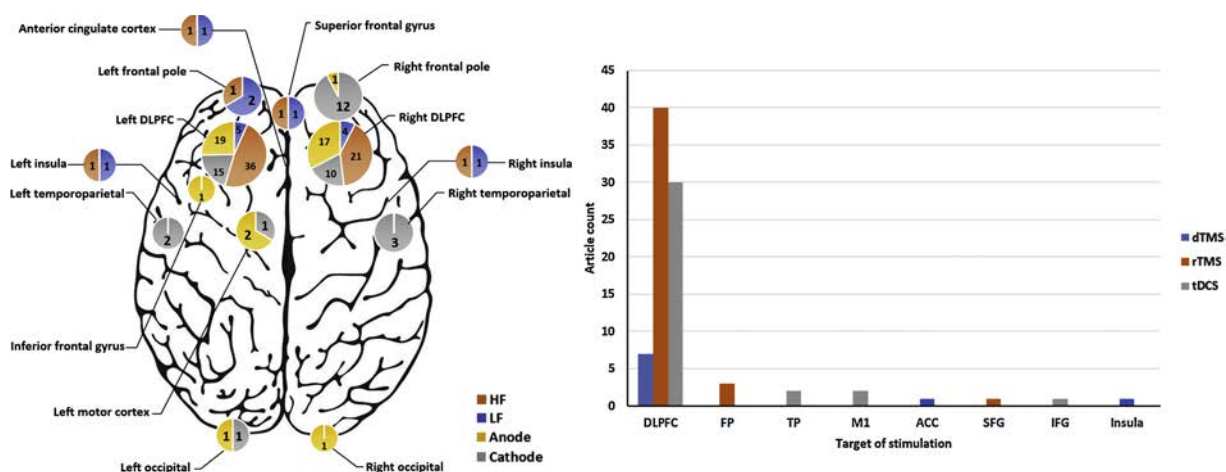 Anterior cingulate cortex
1 1
Superior frontal gyrus
Left frontal pole
1 2
Right frontal pole
1
12
1 1
Left DLPFC
19 5
15 36
Right DLPFC
17 4
10 21
Left insula
1 1
Right insula
1 1
1
Left temporoparietal
2
Right temporoparietal
3
2 1
Inferior frontal gyrus
Left motor cortex
1 1
Left occipital
1
Right occipital
HF
LF
Anode
Cathode
Article count
45
40
35
30
25
20
15
10
5
0
DLPFC FP TP M1 ACC SFG IFG Insula
Target of stimulation
dTMS
rTMS
tDCS